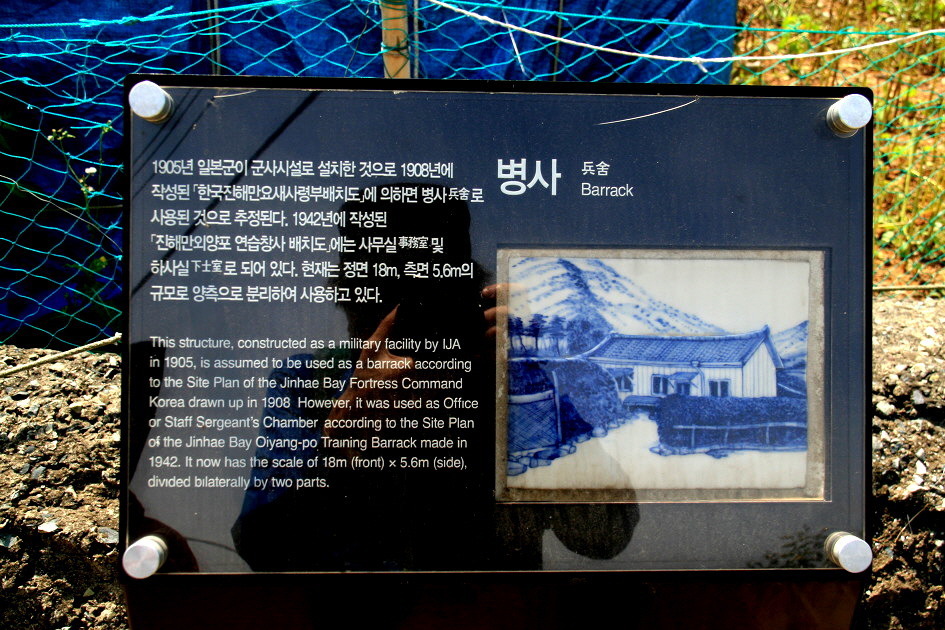 병사 兵舍
Barrack
1905년 일본군이 군사시설로 설치한 것으로 1908년에
작성된 「한국진해만요새사령부배치도」에 의하면 병사 兵舍로
사용된 것으로 추정된다. 1942년에 작성된
「진해만외양포 연습창사 배치도」에는 사무실 事務室 및
하사실 下士室로 되어 있다. 현재는 정면 18m, 측면 5.6m의
규모로 양측으로 분리하여 사용하고 있다.
This structure, constructed as a military facility by IJA
in 1905, is assumed to be used as a barrack according
to the Site Plan of the Jinhae Bay Fortress Command
Korea drawn up in 1908 However, it was used as Office
or Staff Sergeant's Chamber according to the Site Plan
of the Jinhae Bay Oiyang-po Training Barrack made in
1942. It now has the scale of 18m (front) × 5.6m (side),
divided bilaterally by two parts.